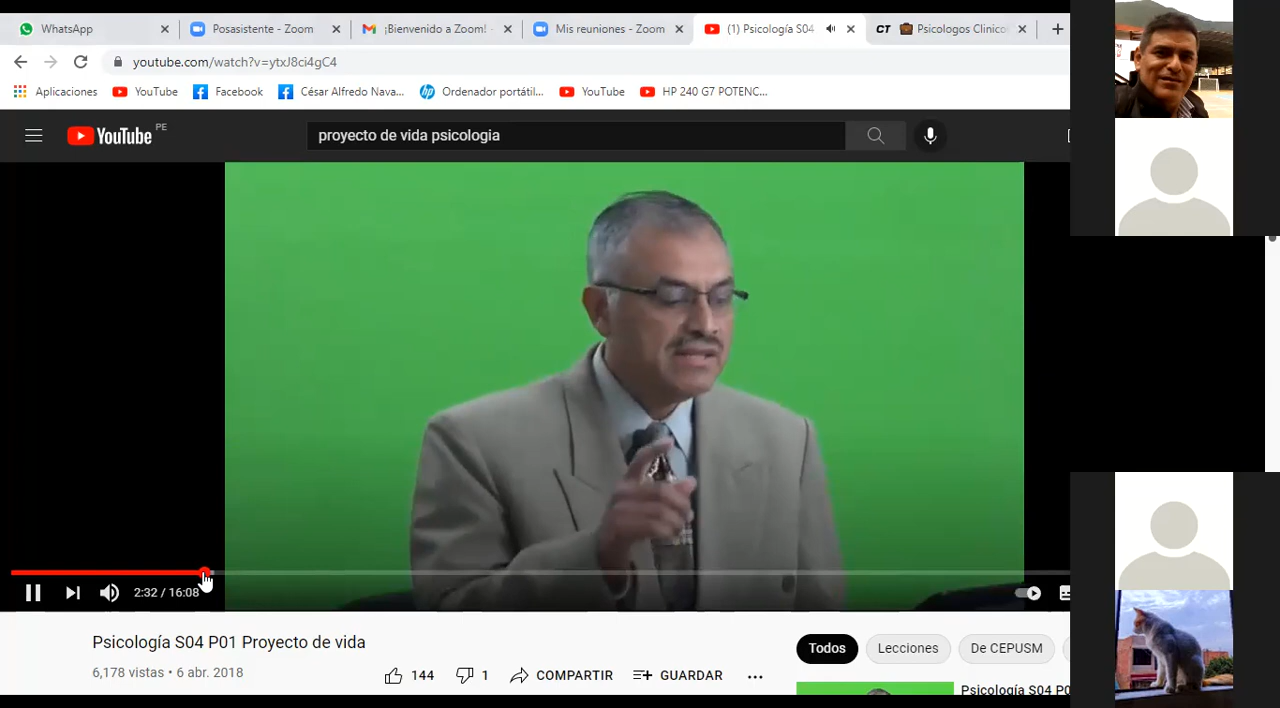 WhatsApp
Posasistente - Zoom
¡Bienvenido a Zoom! -
Mis reuniones - Zoom
(1) Psicología S04
CT
Psicologos Clinico
youtube.com/watch?v=ytxJ8ci4gC4
Aplicaciones
YouTube
Facebook
César Alfredo Nava...
hp
Ordenador portátil...
YouTube
HP 240 G7 POTENC...
YouTube PE
proyecto de vida psicologia
2:32 / 16:08
Psicología S04 P01 Proyecto de vida
6,178 vistas • 6 abr. 2018
144
1
COMPARTIR
GUARDAR
Todos
Lecciones
De CEPUSM
Psicología S04 P0